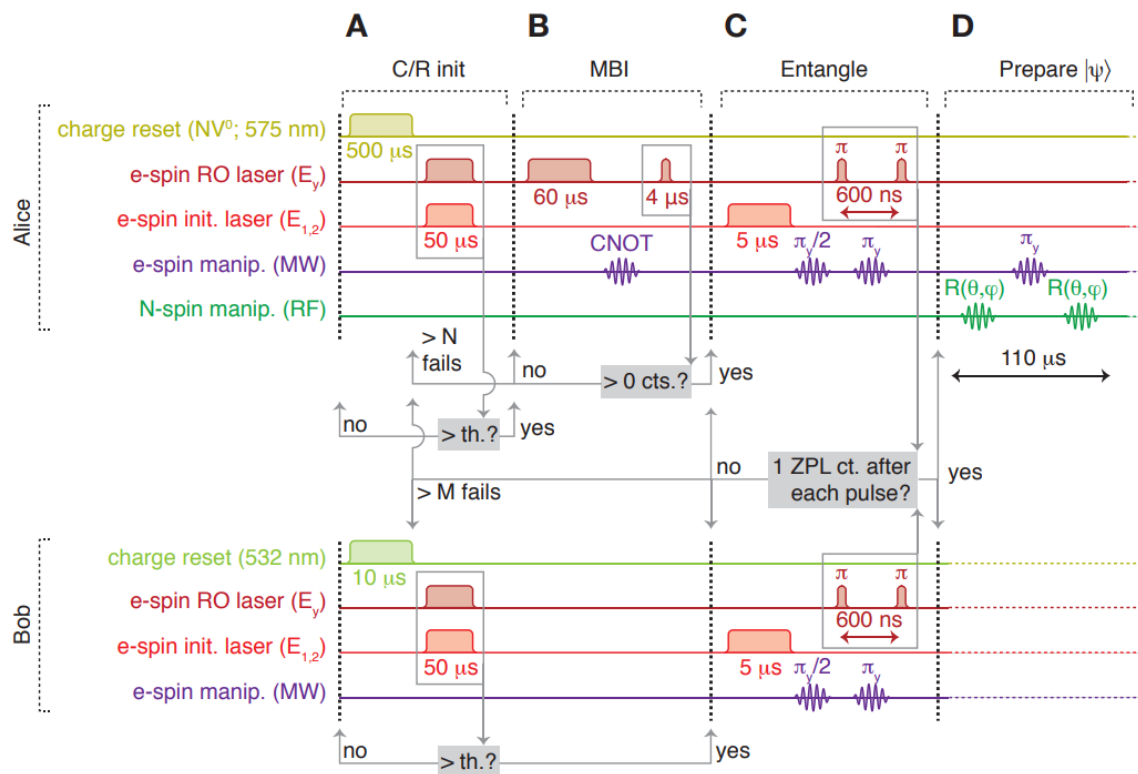 A B C D
C/R init MBI Entangle Prepare |ψ⟩
Alice
charge reset (NV⁰; 575 nm)
500 μs
e-spin RO laser (Ey)
60 μs 4 μs π π 600 ns
e-spin init. laser (E1,2)
50 μs 5 μs
e-spin manip. (MW)
CNOT πy/2 πy πy
N-spin manip. (RF)
R(θ,φ) R(θ,φ)
110 μs
> N
fails
no > 0 cts.? yes
no > th.? yes
> M fails
no 1 ZPL ct. after
each pulse? yes
Bob
charge reset (532 nm)
10 μs
e-spin RO laser (Ey)
π π
600 ns
e-spin init. laser (E1,2)
50 μs 5 μs
e-spin manip. (MW)
πy/2 πy
no > th.? yes